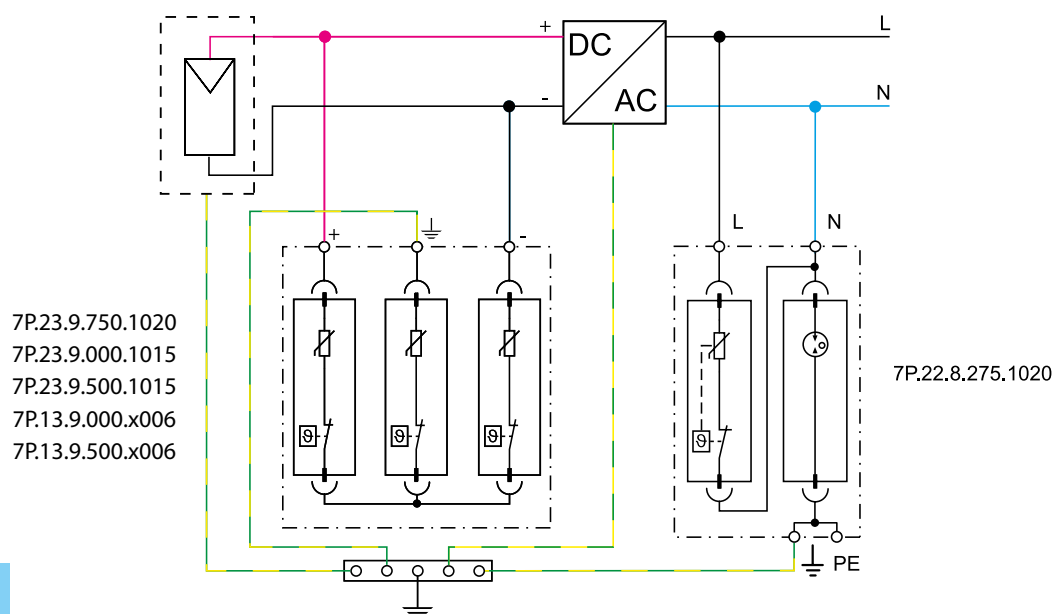 +
DC
L
-
AC
N
+
-
L
N
7P.23.9.750.1020
7P.23.9.000.1015
7P.23.9.500.1015
7P.13.9.000.x006
7P.13.9.500.x006
7P.22.8.275.1020
ϑ
ϑ
ϑ
ϑ
PE